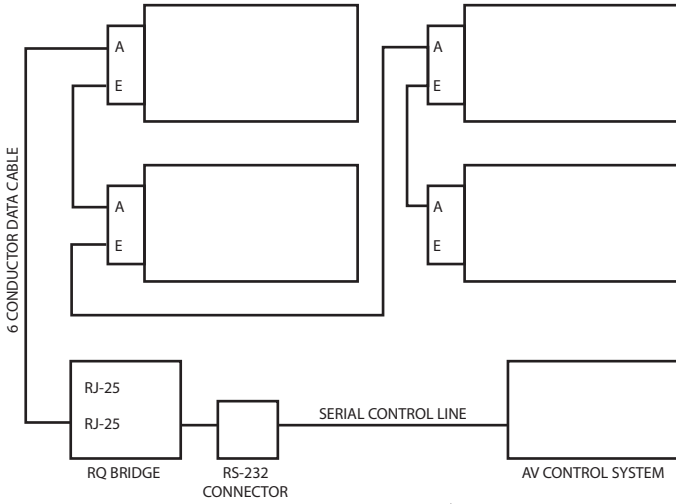 A
E
A
E
A
E
A
E
6 CONDUCTOR DATA CABLE
RJ-25
RJ-25
SERIAL CONTROL LINE
RQ BRIDGE
RS-232
CONNECTOR
AV CONTROL SYSTEM